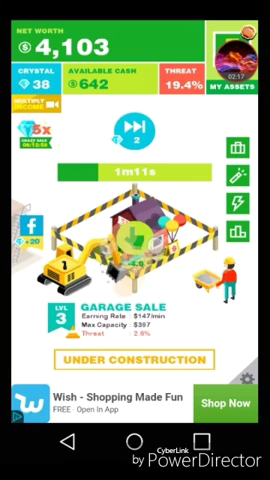 NET WORTH
$ 4,103
02:17
CRYSTAL
38
AVAILABLE CASH
$ 642
THREAT
19.4%
MY ASSETS
MULTIPLY
INCOME
5x
CRAZY SALE
2
1m11s
f
+20
LVL
3
GARAGE SALE
Earning Rate : $147/min
Max Capacity : $397
Threat : 2.6%
UNDER CONSTRUCTION
Wish - Shopping Made Fun
FREE · Open In App
Shop Now
CyberLink
by PowerDirector